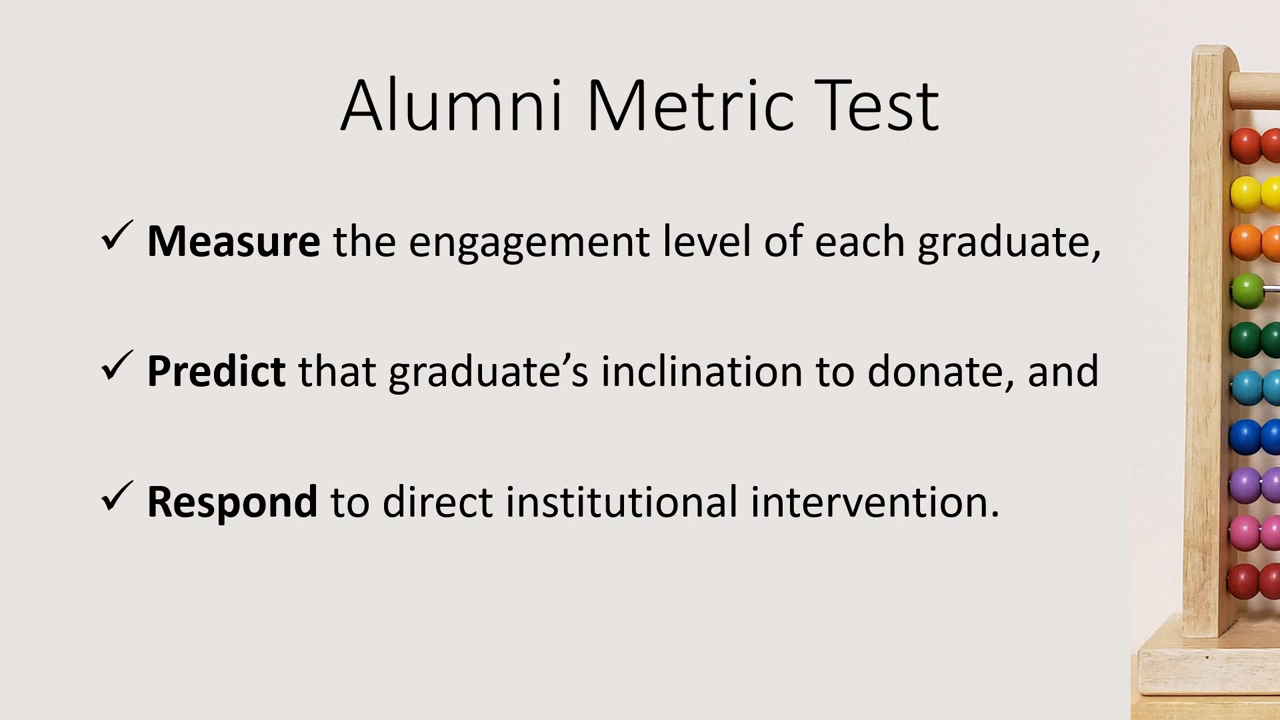 Alumni Metric Test
✓ Measure the engagement level of each graduate,
✓ Predict that graduate’s inclination to donate, and
✓ Respond to direct institutional intervention.